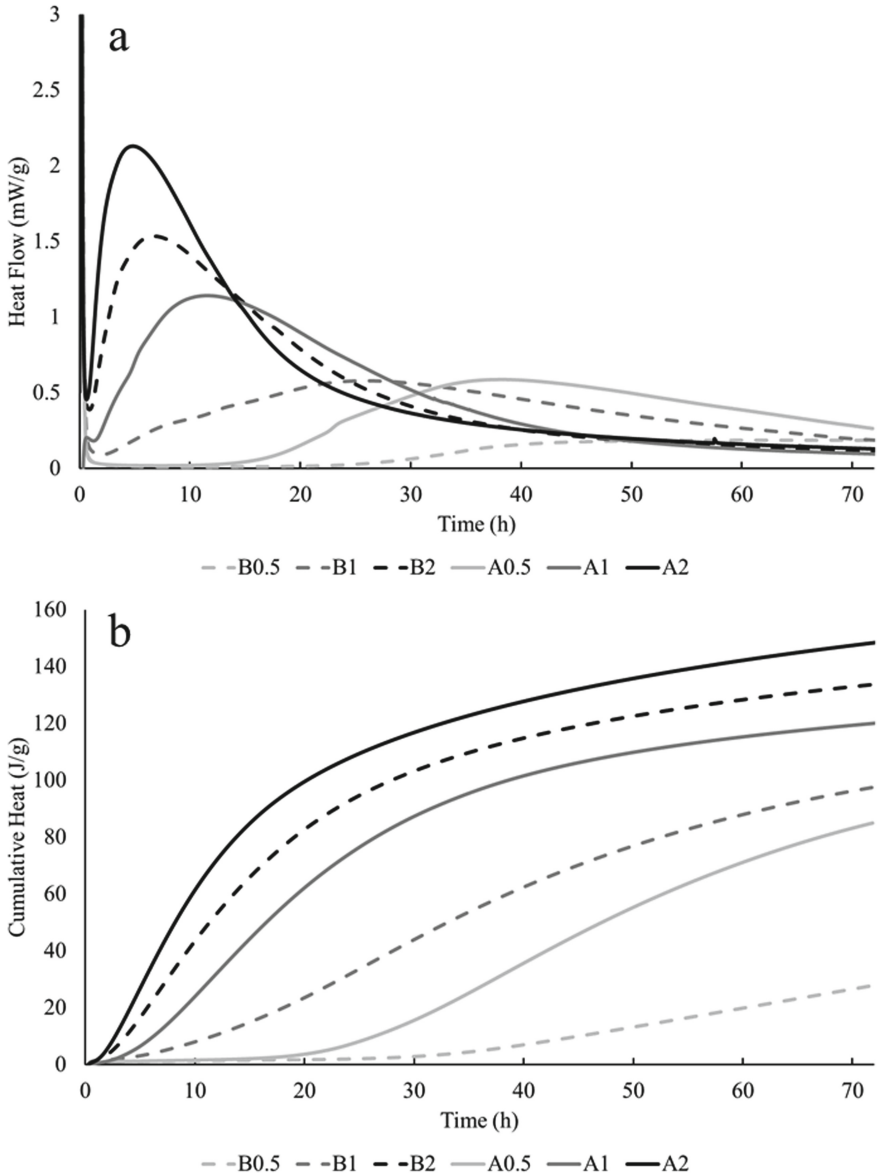 a
3
2.5
2
1.5
1
0.5
0
Heat Flow (mW/g)
0 10 20 30 40 50 60 70
Time (h)
B0.5 B1 B2 A0.5 A1 A2
b
160
140
120
100
80
60
40
20
0
Cumulative Heat (J/g)
0 10 20 30 40 50 60 70
Time (h)
B0.5 B1 B2 A0.5 A1 A2